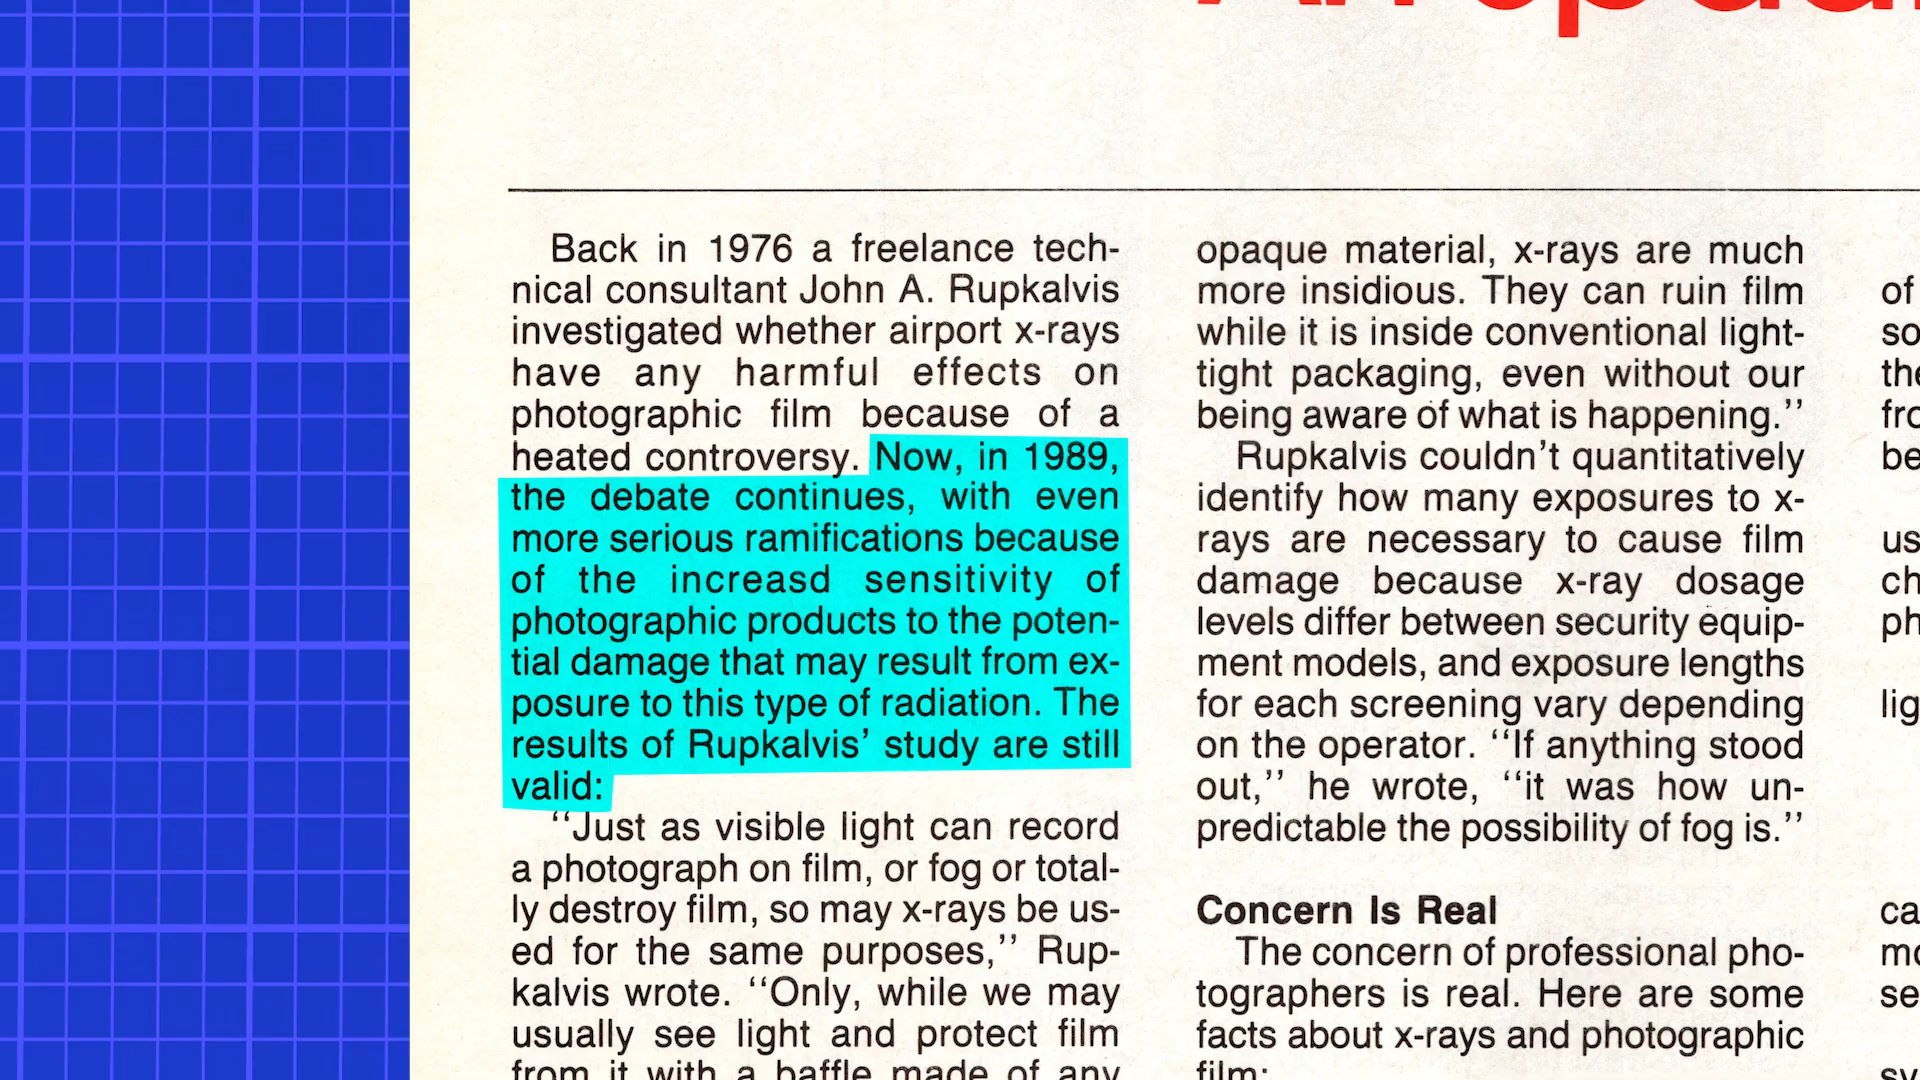 Back in 1976 a freelance tech-
nical consultant John A. Rupkalvis
investigated whether airport x-rays
have any harmful effects on
photographic film because of a
heated controversy. Now, in 1989,
the debate continues, with even
more serious ramifications because
of the increasd sensitivity of
photographic products to the poten-
tial damage that may result from ex-
posure to this type of radiation. The
results of Rupkalvis’ study are still
valid:
‘‘Just as visible light can record
a photograph on film, or fog or total-
ly destroy film, so may x-rays be us-
ed for the same purposes,’’ Rup-
kalvis wrote. ‘‘Only, while we may
usually see light and protect film
from it with a baffle made of any
opaque material, x-rays are much
more insidious. They can ruin film
while it is inside conventional light-
tight packaging, even without our
being aware of what is happening.’’
Rupkalvis couldn’t quantitatively
identify how many exposures to x-
rays are necessary to cause film
damage because x-ray dosage
levels differ between security equip-
ment models, and exposure lengths
for each screening vary depending
on the operator. ‘‘If anything stood
out,’’ he wrote, ‘‘it was how un-
predictable the possibility of fog is.’’
Concern Is Real
The concern of professional pho-
tographers is real. Here are some
facts about x-rays and photographic
film:
of